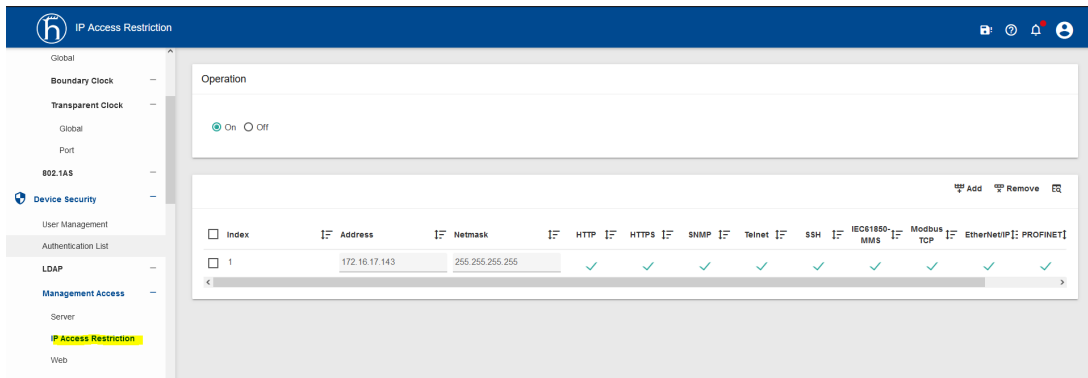 IP Access Restriction
Global
Boundary Clock
Transparent Clock
Global
Port
802.1AS
Device Security
User Management
Authentication List
LDAP
Management Access
Server
IP Access Restriction
Web
Operation
On Off
Add Remove
Index Address Netmask HTTP HTTPS SNMP Telnet SSH IEC61850-MMS Modbus TCP EtherNet/IP PROFINET
1 172.16.17.143 255.255.255.255